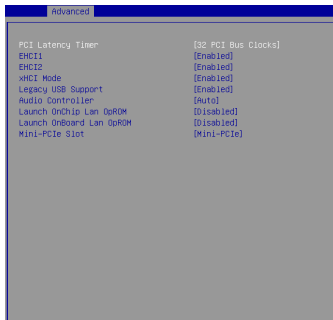 Advanced
PCI Latency Timer [32 PCI Bus Clocks]
EHCI1 [Enabled]
EHCI2 [Enabled]
xHCI Mode [Enabled]
Legacy USB Support [Enabled]
Audio Controller [Auto]
Launch OnChip Lan OpROM [Disabled]
Launch OnBoard Lan OpROM [Disabled]
Mini-PCIe Slot [Mini-PCIe]